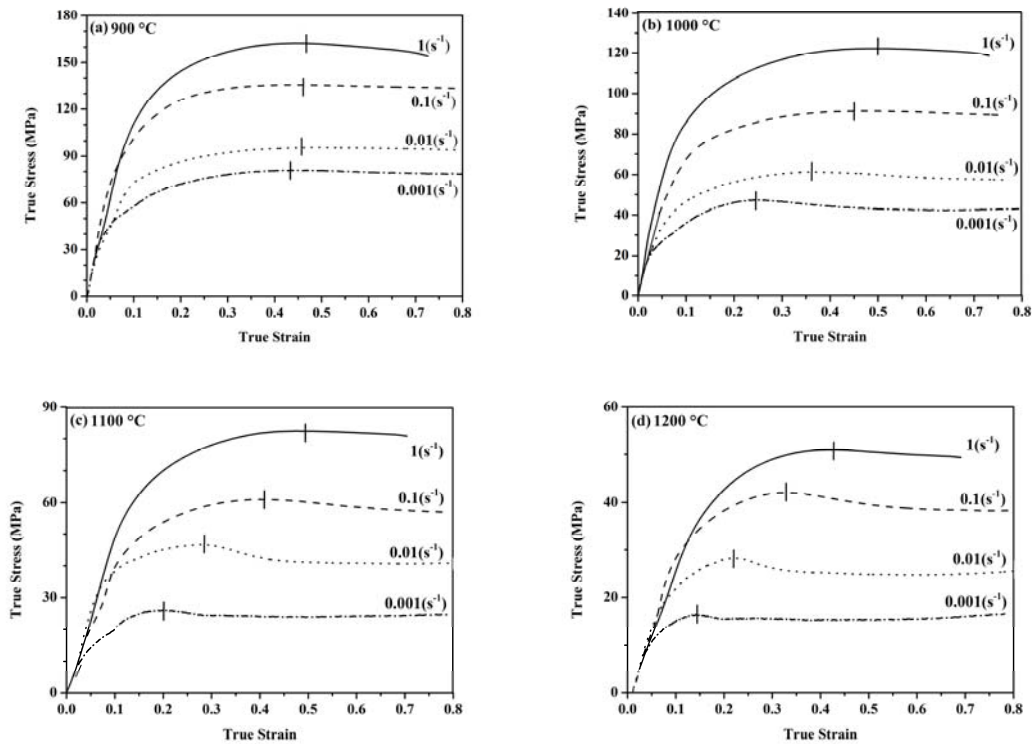 (a) 900 °C
180
150
120
90
60
30
0
True Stress (MPa)
1(s⁻¹)
0.1(s⁻¹)
0.01(s⁻¹)
0.001(s⁻¹)
0.0 0.1 0.2 0.3 0.4 0.5 0.6 0.7 0.8
True Strain
(b) 1000 °C
140
120
100
80
60
40
20
0
True Stress (MPa)
1(s⁻¹)
0.1(s⁻¹)
0.01(s⁻¹)
0.001(s⁻¹)
0.0 0.1 0.2 0.3 0.4 0.5 0.6 0.7 0.8
True Strain
(c) 1100 °C
90
60
30
0
True Stress (MPa)
1(s⁻¹)
0.1(s⁻¹)
0.01(s⁻¹)
0.001(s⁻¹)
0.0 0.1 0.2 0.3 0.4 0.5 0.6 0.7 0.8
True Strain
(d) 1200 °C
60
40
20
0
True Stress (MPa)
1(s⁻¹)
0.1(s⁻¹)
0.01(s⁻¹)
0.001(s⁻¹)
0.0 0.1 0.2 0.3 0.4 0.5 0.6 0.7 0.8
True Strain